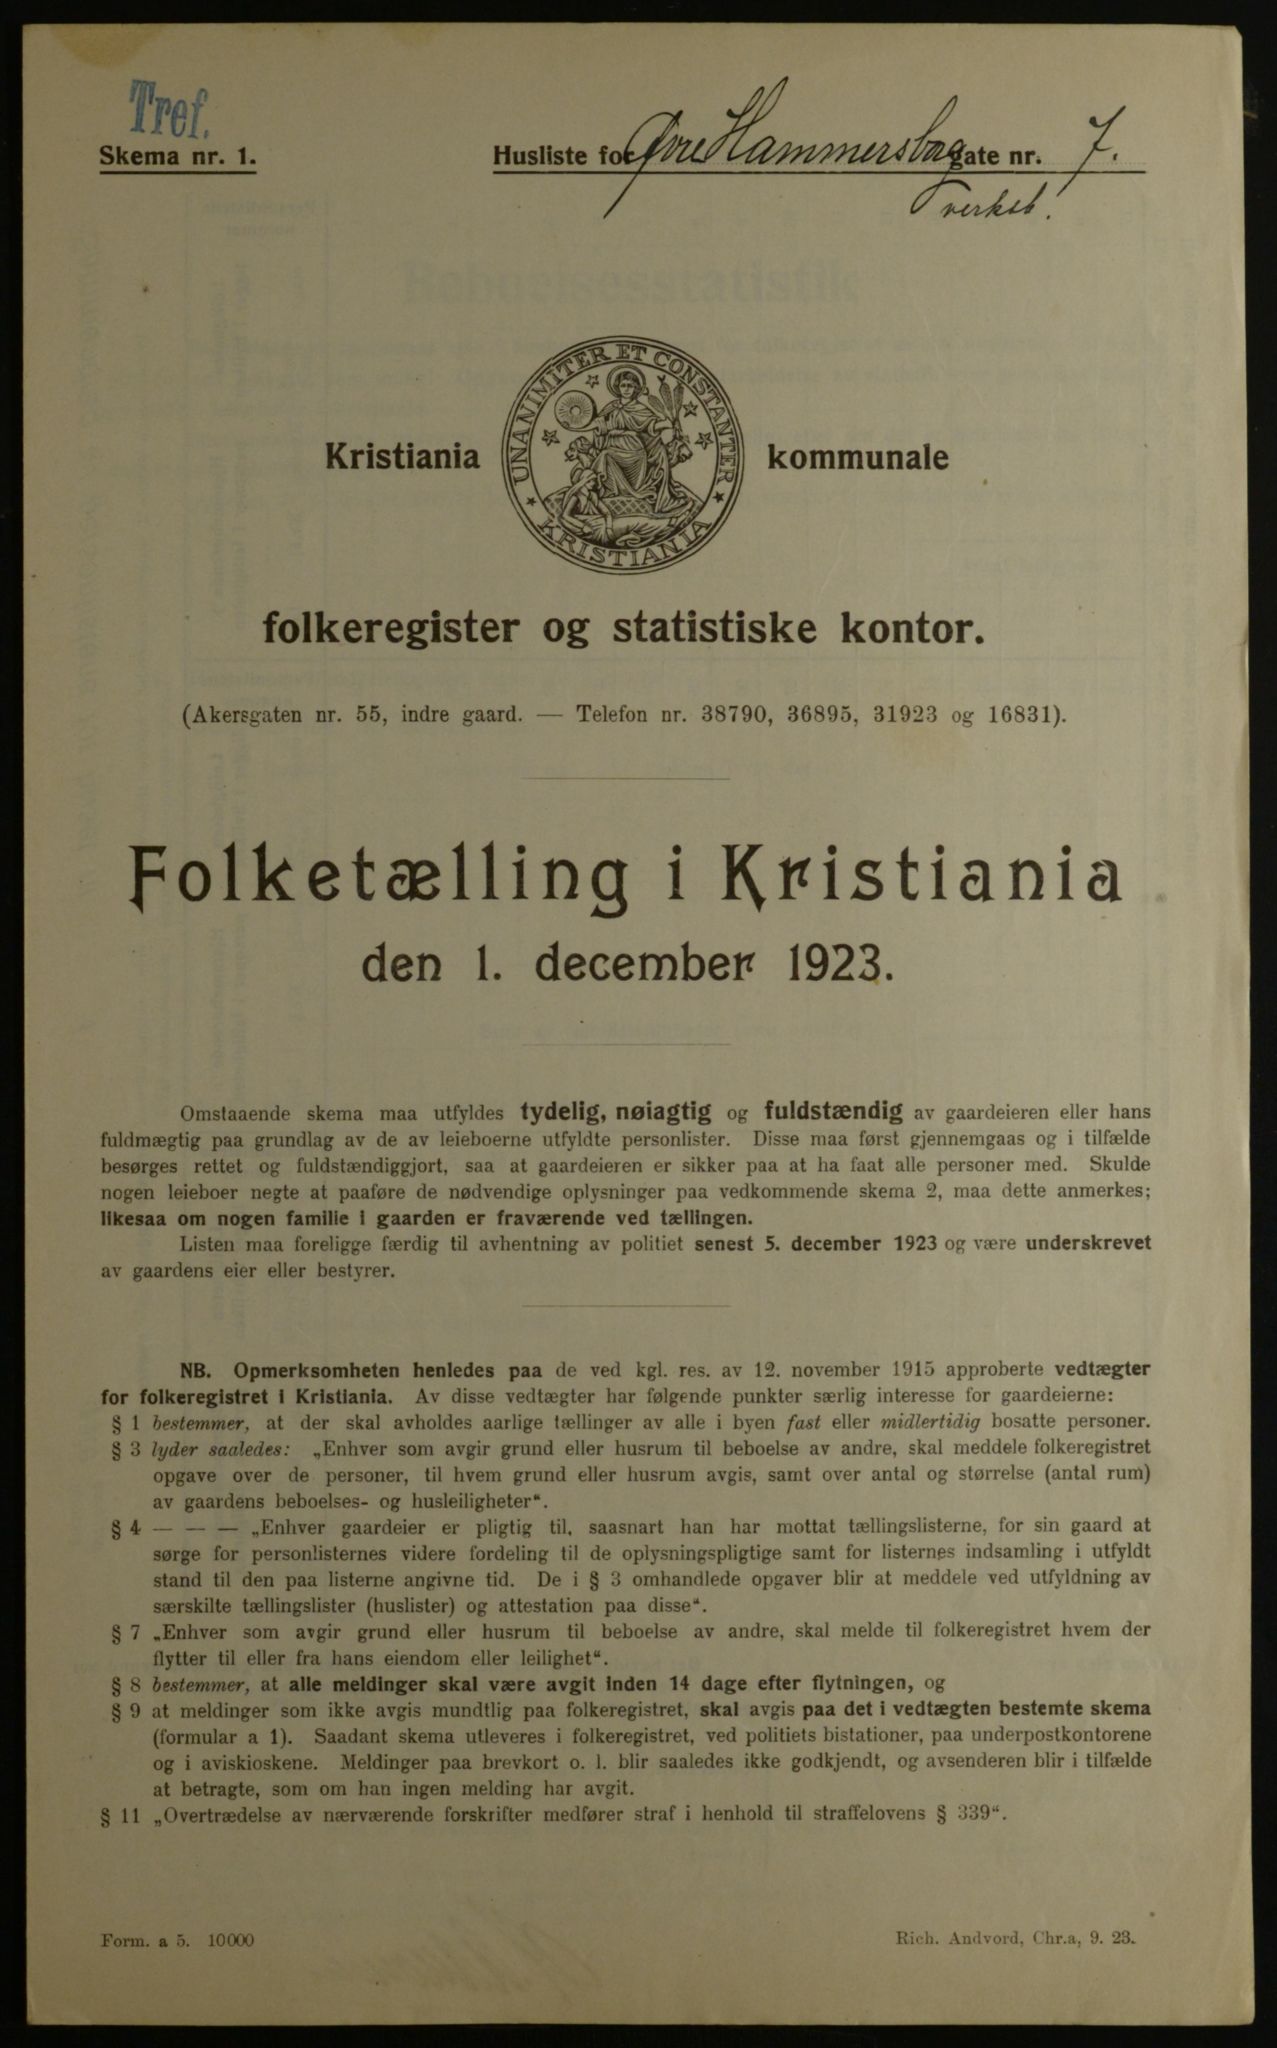 Tref.
Skema nr. 1.
Husliste for Øvre Hammersborg gate nr. 7.
verkst.
UNANIMITER ET CONSTANTER
KRISTIANIA
Kristiania kommunale
folkeregister og statistiske kontor.
(Akersgaten nr. 55, indre gaard. — Telefon nr. 38790, 36895, 31923 og 16831).
Folketælling i Kristiania
den 1. december 1923.
Omstaaende skema maa utfyldes tydelig, nøiagtig og fuldstændig av gaardeieren eller hans
fuldmægtig paa grundlag av de av leieboerne utfyldte personlister. Disse maa først gjennemgaas og i tilfælde
besørges rettet og fuldstændiggjort, saa at gaardeieren er sikker paa at ha faat alle personer med. Skulde
nogen leieboer negte at paaføre de nødvendige oplysninger paa vedkommende skema 2, maa dette anmerkes;
likesaa om nogen familie i gaarden er fraværende ved tællingen.
Listen maa foreligge færdig til avhentning av politiet senest 5. december 1923 og være underskrevet
av gaardens eier eller bestyrer.
NB. Opmerksomheten henledes paa de ved kgl. res. av 12. november 1915 approberte vedtægter
for folkeregistret i Kristiania. Av disse vedtægter har følgende punkter særlig interesse for gaardeierne:
§ 1 bestemmer, at der skal avholdes aarlige tællinger av alle i byen fast eller midlertidig bosatte personer.
§ 3 lyder saaledes: „Enhver som avgir grund eller husrum til beboelse av andre, skal meddele folkeregistret
opgave over de personer, til hvem grund eller husrum avgis, samt over antal og størrelse (antal rum)
av gaardens beboelses- og husleiligheter“.
§ 4 — — — „Enhver gaardeier er pligtig til, saasnart han har mottat tællingslisterne, for sin gaard at
sørge for personlisternes videre fordeling til de oplysningspligtige samt for listernes indsamling i utfyldt
stand til den paa listerne angivne tid. De i § 3 omhandlede opgaver blir at meddele ved utfyldning av
særskilte tællingslister (huslister) og attestation paa disse“.
§ 7 „Enhver som avgir grund eller husrum til beboelse av andre, skal melde til folkeregistret hvem der
flytter til eller fra hans eiendom eller leilighet“.
§ 8 bestemmer, at alle meldinger skal være avgit inden 14 dage efter flytningen, og
§ 9 at meldinger som ikke avgis mundtlig paa folkeregistret, skal avgis paa det i vedtægten bestemte skema
(formular a 1). Saadant skema utleveres i folkeregistret, ved politiets bistationer, paa underpostkontorene
og i aviskioskene. Meldinger paa brevkort o. l. blir saaledes ikke godkjendt, og avsenderen blir i tilfælde
at betragte, som om han ingen melding har avgit.
§ 11 „Overtrædelse av nærværende forskrifter medfører straf i henhold til straffelovens § 339“.
Form. a 5. 10000
Rich. Andvord, Chr.a, 9. 23.